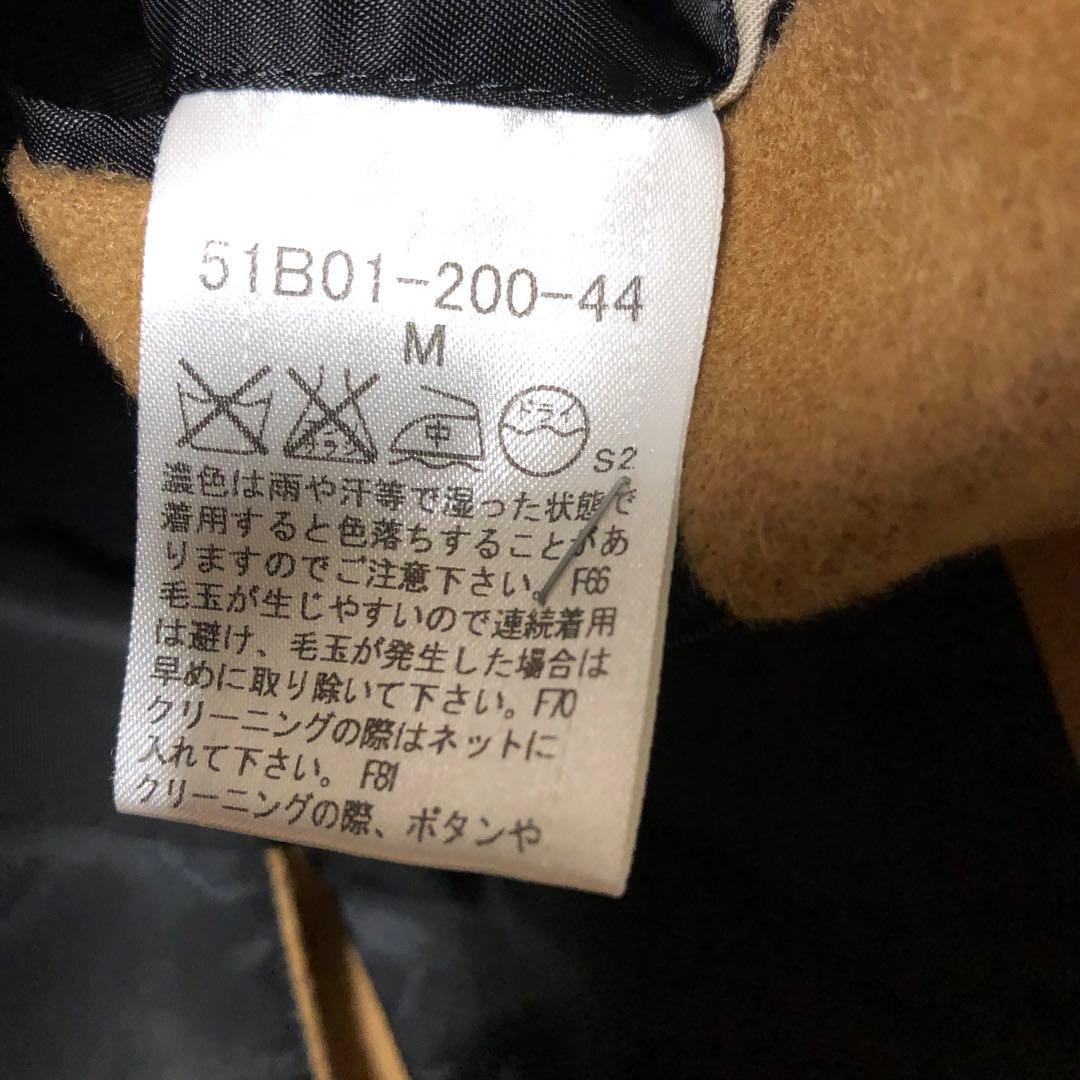 51B01-200-44
M
エンソ
サラシ
中
ドライ
S2
濃色は雨や汗等で湿った状態で
着用すると色落ちすることがあ
りますのでご注意下さい。 F66
毛玉が生じやすいので連続着用
は避け、毛玉が発生した場合は
早めに取り除いて下さい。F70
クリーニングの際はネットに
入れて下さい。 F81
クリーニングの際、ボタンや